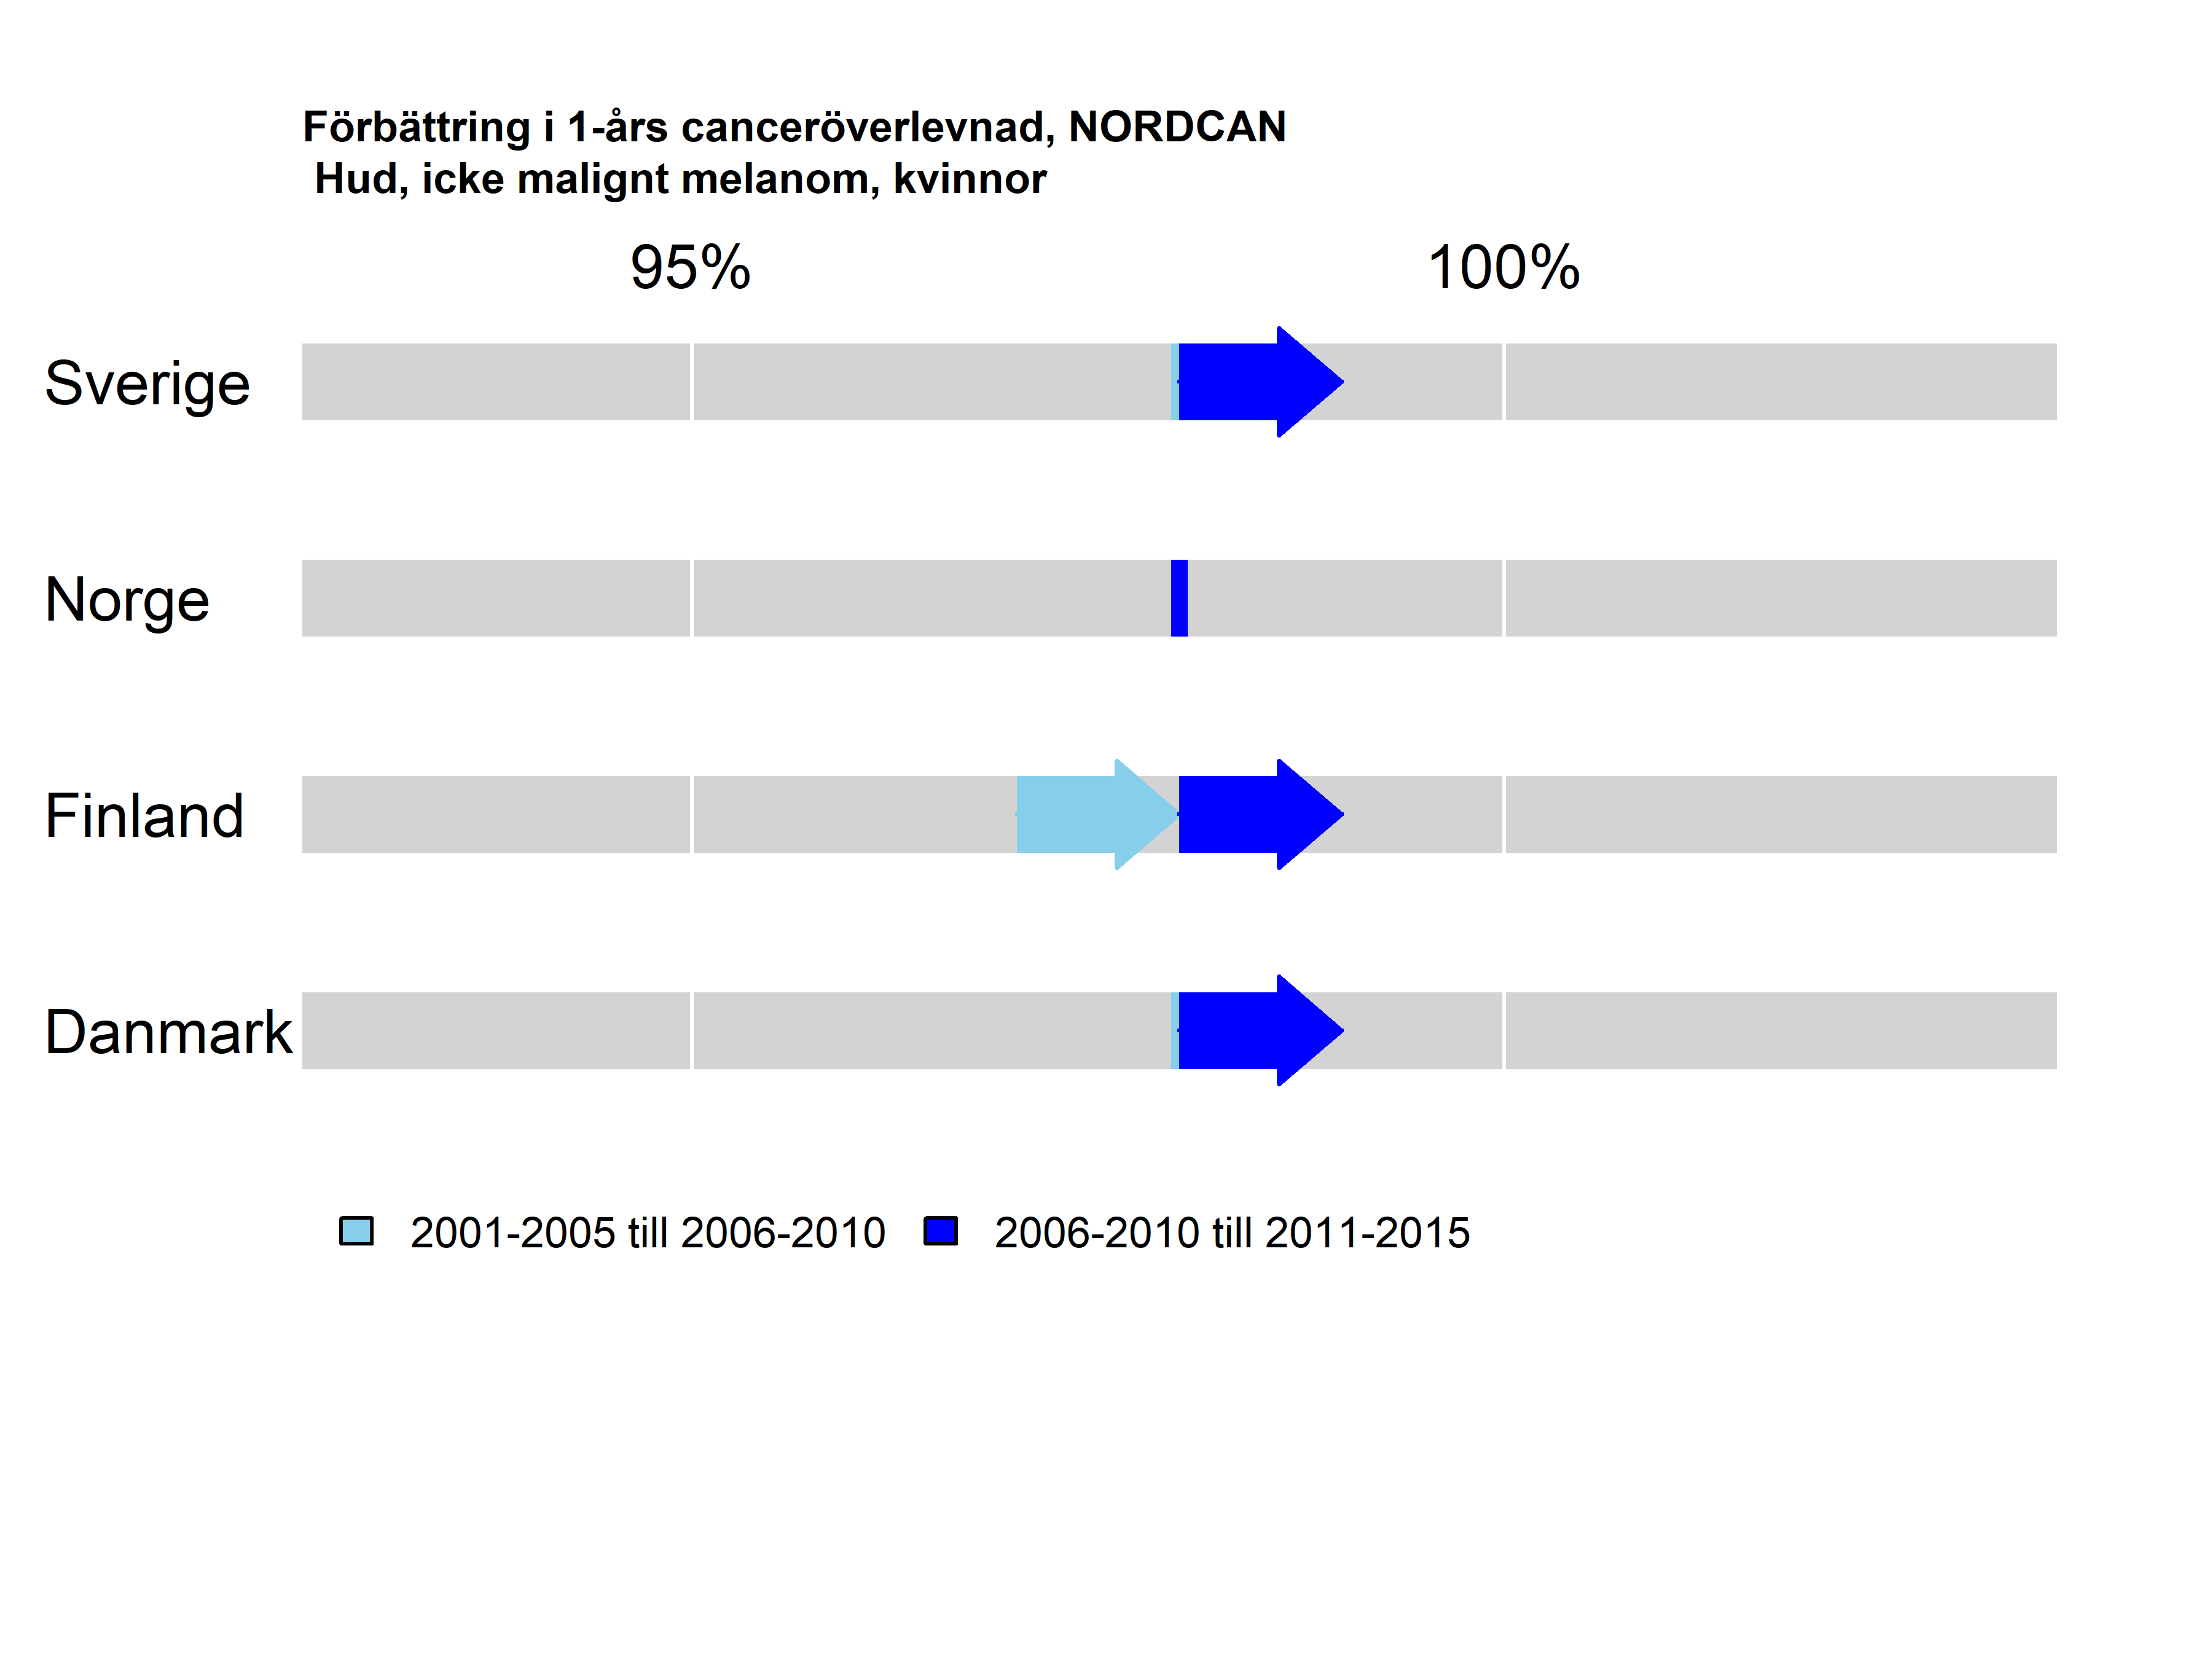 Förbättring i 1-års canceröverlevnad, NORDCAN
Hud, icke malignt melanom, kvinnor
95% 100%
Sverige
Norge
Finland
Danmark
2001-2005 till 2006-2010 2006-2010 till 2011-2015